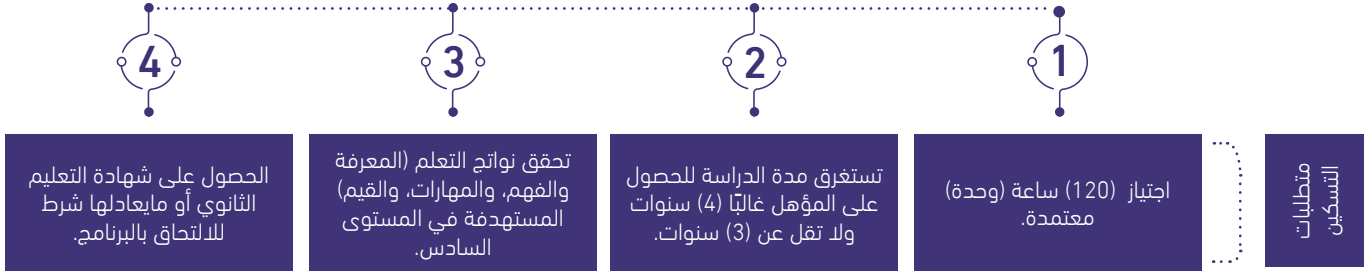 متطلبات
التسكين
1
اجتياز (120) ساعة (وحدة)
معتمدة.
2
تستغرق مدة الدراسة للحصول
على المؤهل غالبًا (4) سنوات
ولا تقل عن (3) سنوات.
3
تحقق نواتج التعلم (المعرفة
والفهم، والمهارات، والقيم)
المستهدفة في المستوى
السادس.
4
الحصول على شهادة التعليم
الثانوي أو مايعادلها شرط
للالتحاق بالبرنامج.